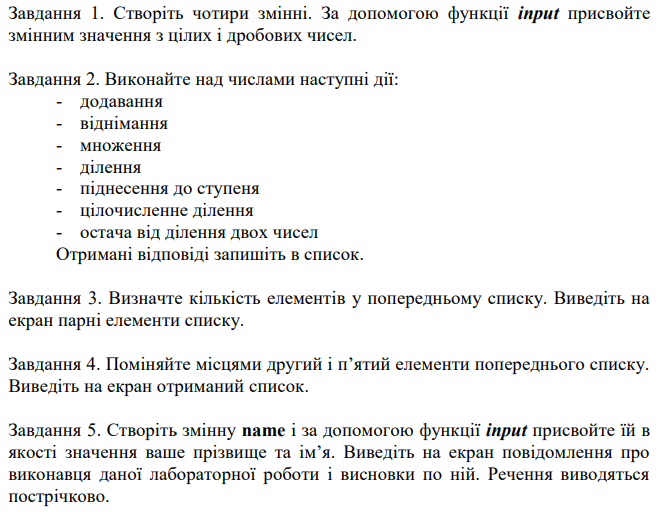 Завдання 1. Створіть чотири змінні. За допомогою функції input присвойте
змінним значення з цілих і дробових чисел.
Завдання 2. Виконайте над числами наступні дії:
- додавання
- віднімання
- множення
- ділення
- піднесення до ступеня
- цілочисленне ділення
- остача від ділення двох чисел
Отримані відповіді запишіть в список.
Завдання 3. Визначте кількість елементів у попередньому списку. Виведіть на
екран парні елементи списку.
Завдання 4. Поміняйте місцями другий і п’ятий елементи попереднього списку.
Виведіть на екран отриманий список.
Завдання 5. Створіть змінну name і за допомогою функції input присвойте їй в
якості значення ваше прізвище та ім’я. Виведіть на екран повідомлення про
виконавця даної лабораторної роботи і висновки по ній. Речення виводяться
пострічково.